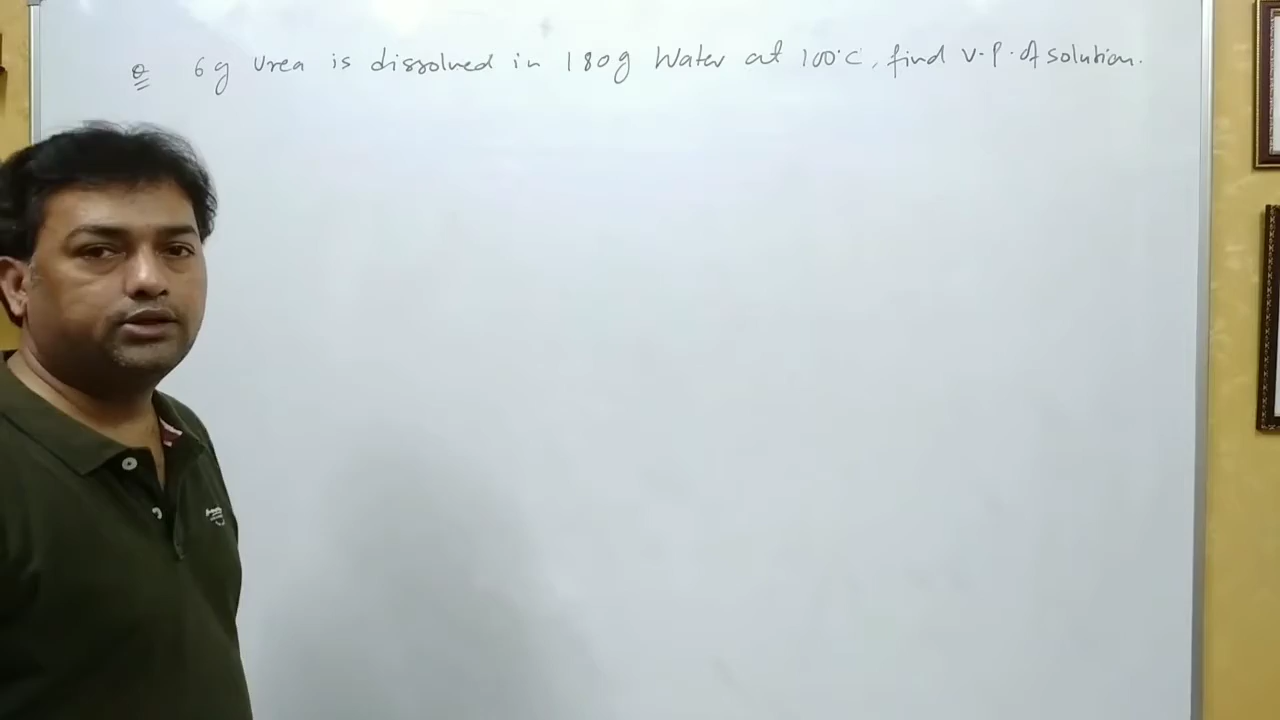 Q 6g Urea is dissolved in 180g Water at 100°C, find V.P. of solution.